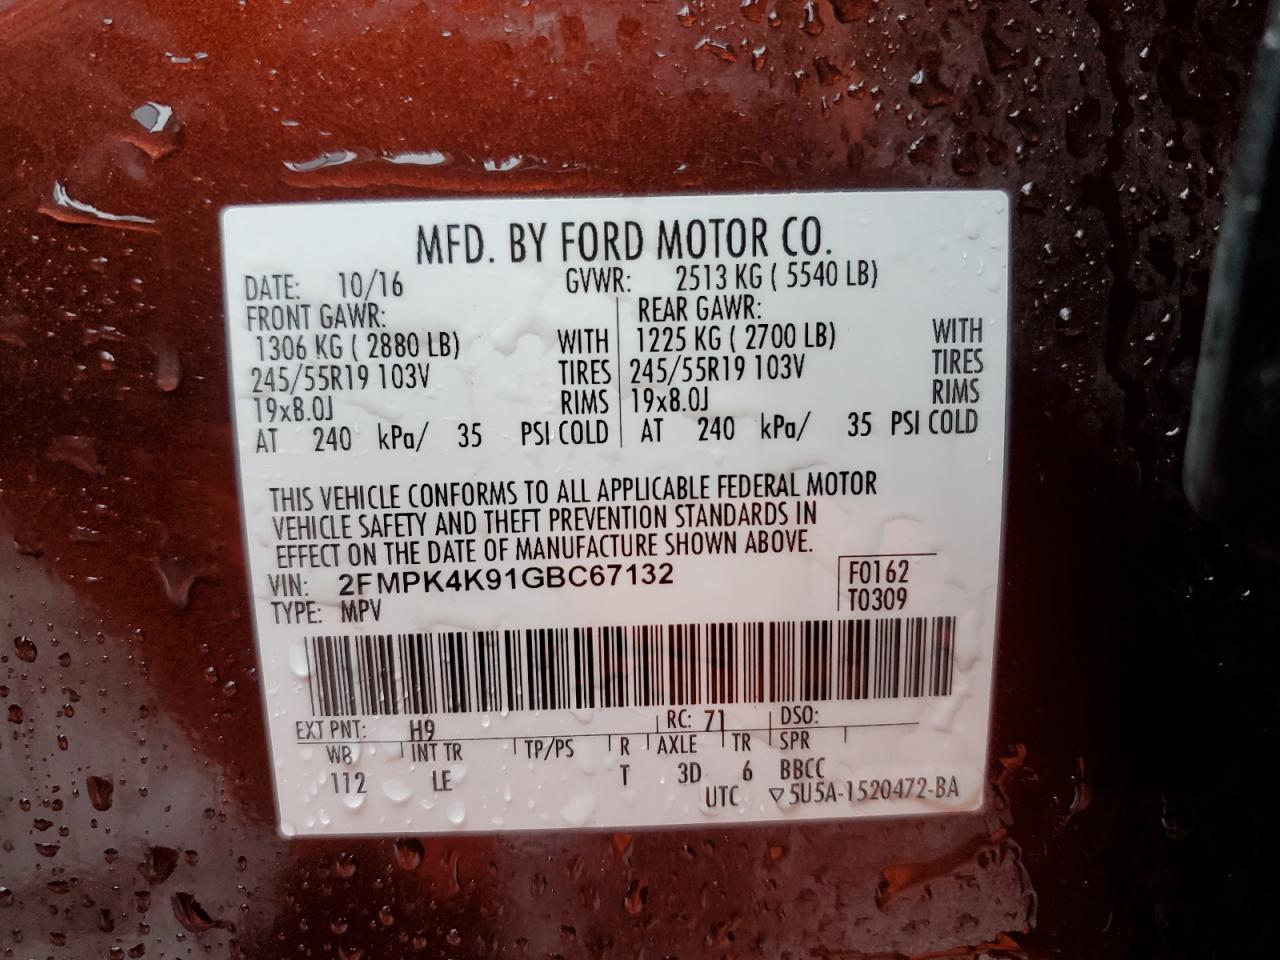 MFD. BY FORD MOTOR CO.
DATE: 10/16 GVWR: 2513 KG ( 5540 LB)
FRONT GAWR: REAR GAWR:
1306 KG ( 2880 LB) WITH 1225 KG ( 2700 LB) WITH
245/55R19 103V TIRES 245/55R19 103V TIRES
19x8.0J RIMS 19x8.0J RIMS
AT 240 kPa/ 35 PSI COLD AT 240 kPa/ 35 PSI COLD
THIS VEHICLE CONFORMS TO ALL APPLICABLE FEDERAL MOTOR
VEHICLE SAFETY AND THEFT PREVENTION STANDARDS IN
EFFECT ON THE DATE OF MANUFACTURE SHOWN ABOVE.
VIN: 2FMPK4K91GBC67132 F0162
TYPE: MPV T0309
EXT PNT: H9 RC: 71 DSO:
WB INT TR TP/PS R AXLE TR SPR
112 LE T 3D 6 BBCC
UTC ▽5U5A-1520472-BA